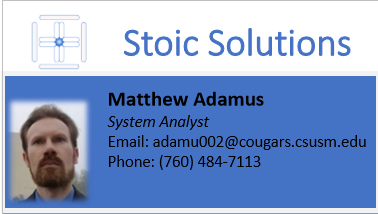 Stoic Solutions
Matthew Adamus
System Analyst
Email: adamu002@cougars.csusm.edu
Phone: (760) 484-7113